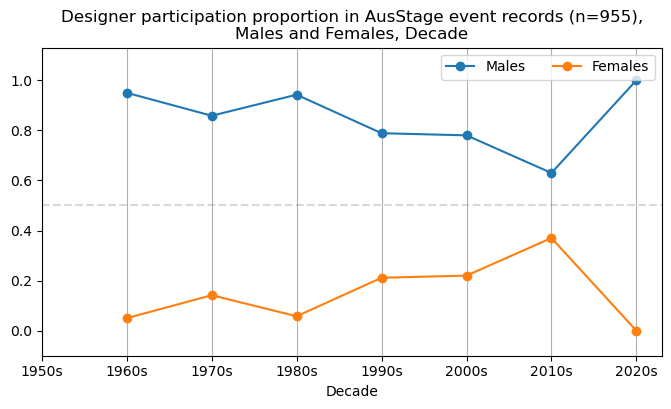 Designer participation proportion in AusStage event records (n=955),
Males and Females, Decade
Males Females
1.0
0.8
0.6
0.4
0.2
0.0
1950s 1960s 1970s 1980s 1990s 2000s 2010s 2020s
Decade